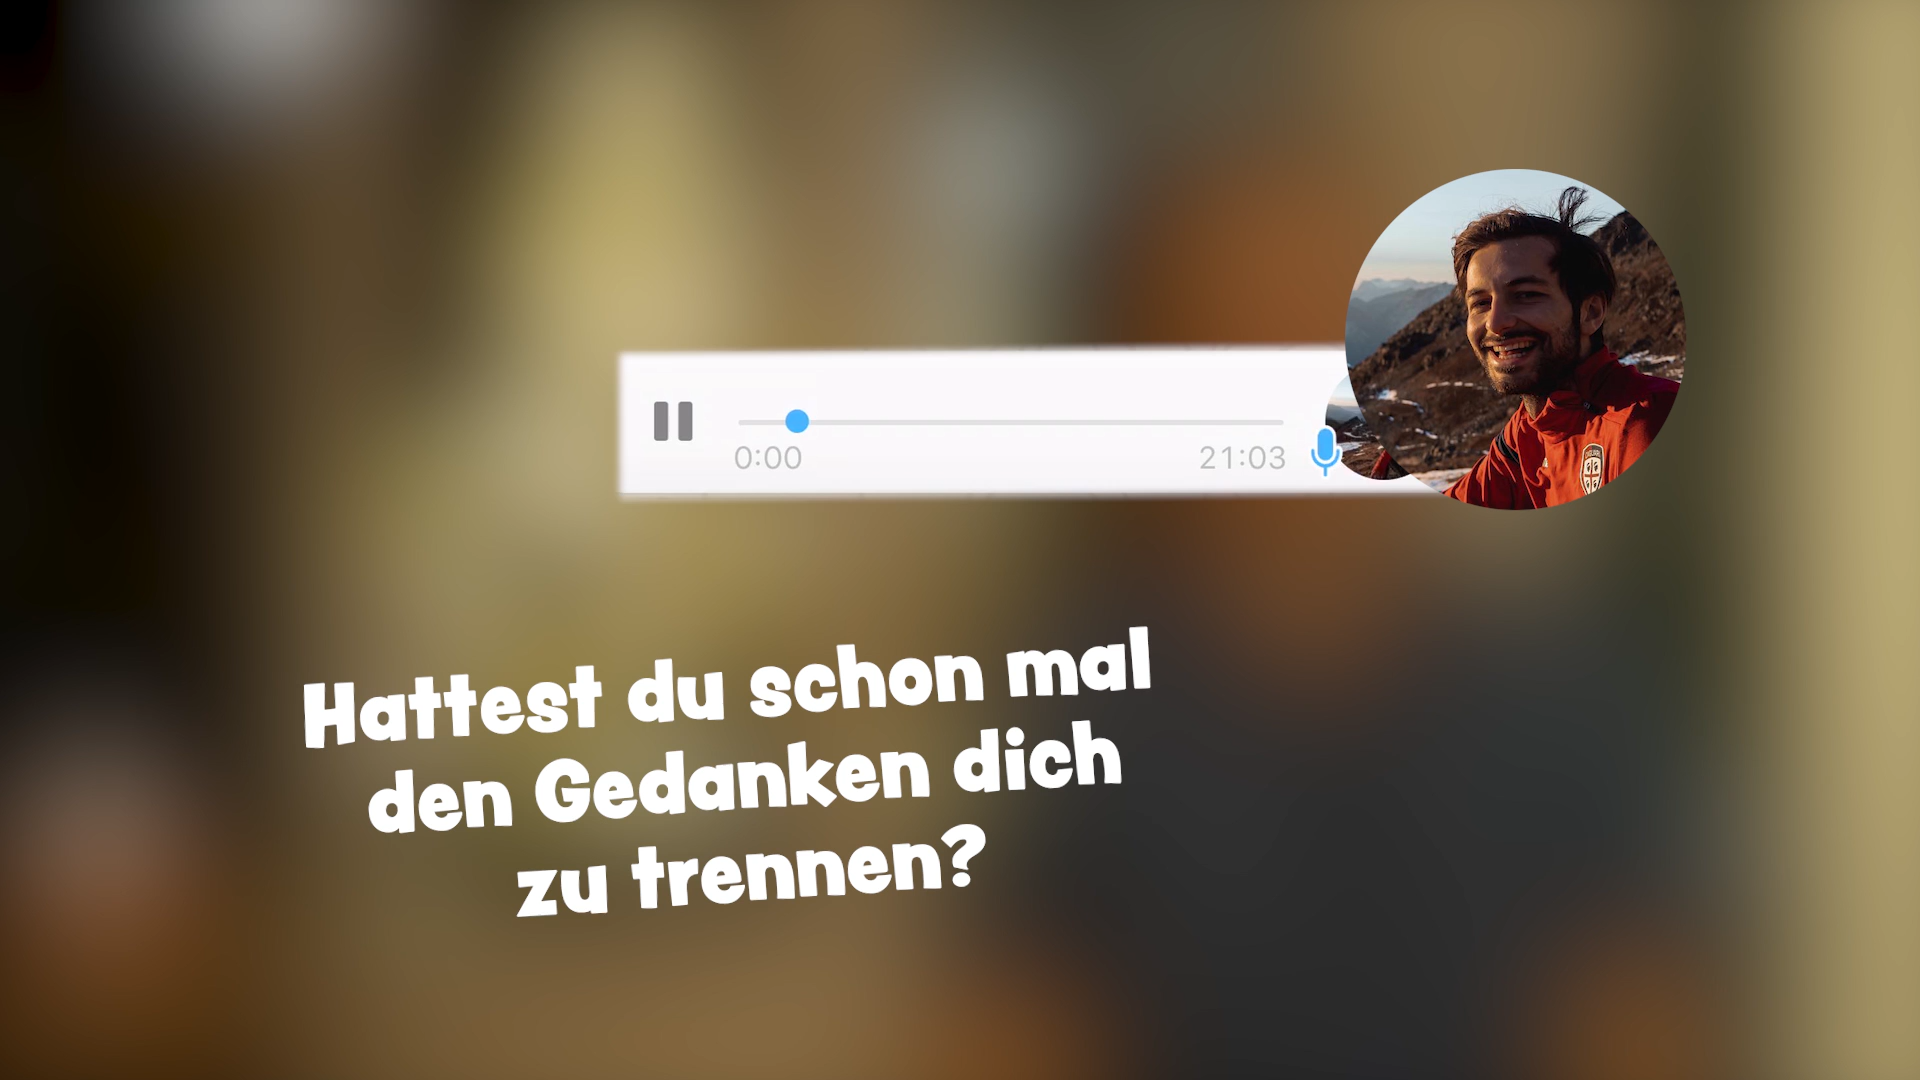 0:00
21:03
Hattest du schon mal
den Gedanken dich
zu trennen?